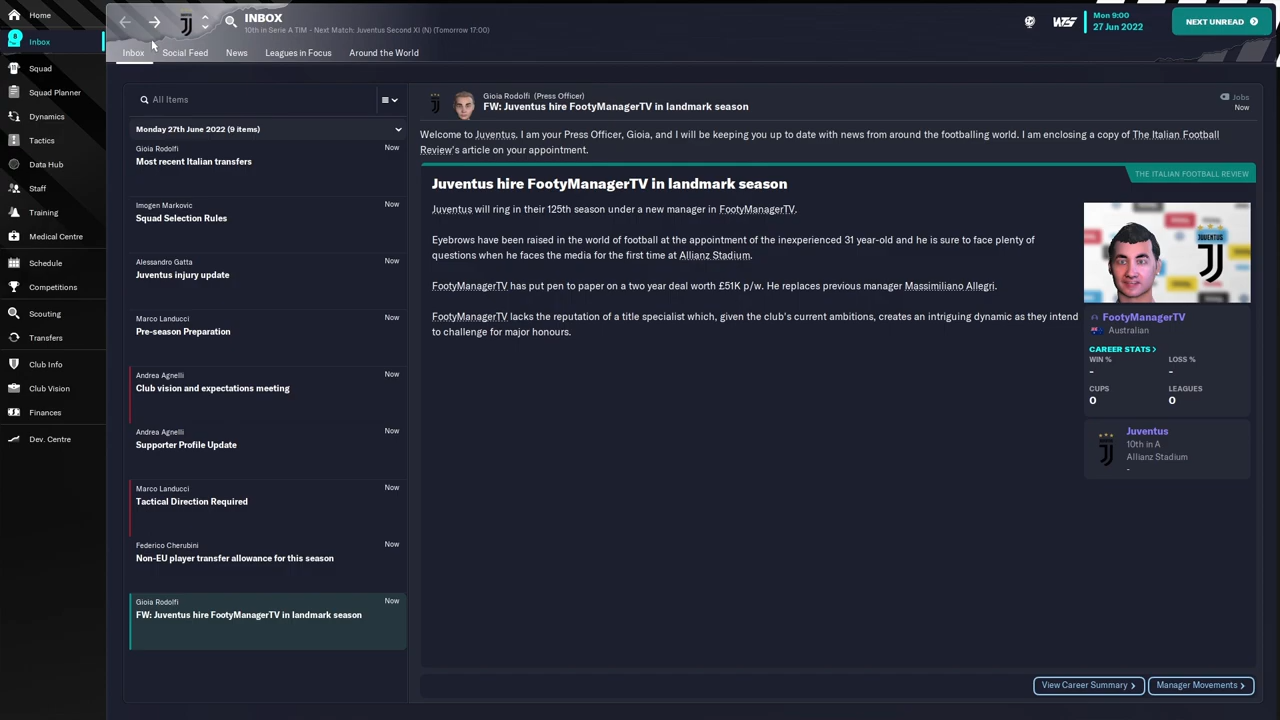 Home
Inbox
8
Squad
Squad Planner
Dynamics
Tactics
Data Hub
Staff
Training
Medical Centre
Schedule
Competitions
Scouting
Transfers
Club Info
Club Vision
Finances
Dev. Centre
INBOX
10th in Serie A TIM - Next Match: Juventus Second XI (N) (Tomorrow 17:00)
Mon 9:00
27 Jun 2022
NEXT UNREAD
Inbox Social Feed News Leagues in Focus Around the World
All Items
Monday 27th June 2022 (9 items)
Gioia Rodolfi Now
Most recent Italian transfers
Imogen Markovic Now
Squad Selection Rules
Alessandro Gatta Now
Juventus injury update
Marco Landucci Now
Pre-season Preparation
Andrea Agnelli Now
Club vision and expectations meeting
Andrea Agnelli Now
Supporter Profile Update
Marco Landucci Now
Tactical Direction Required
Federico Cherubini Now
Non-EU player transfer allowance for this season
Gioia Rodolfi Now
FW: Juventus hire FootyManagerTV in landmark season
Gioia Rodolfi (Press Officer)
FW: Juventus hire FootyManagerTV in landmark season
Jobs
Now
Welcome to Juventus. I am your Press Officer, Gioia, and I will be keeping you up to date with news from around the footballing world. I am enclosing a copy of The Italian Football
Review's article on your appointment.
THE ITALIAN FOOTBALL REVIEW
Juventus hire FootyManagerTV in landmark season
Juventus will ring in their 125th season under a new manager in FootyManagerTV.
Eyebrows have been raised in the world of football at the appointment of the inexperienced 31 year-old and he is sure to face plenty of
questions when he faces the media for the first time at Allianz Stadium.
FootyManagerTV has put pen to paper on a two year deal worth £51K p/w. He replaces previous manager Massimiliano Allegri.
FootyManagerTV lacks the reputation of a title specialist which, given the club's current ambitions, creates an intriguing dynamic as they intend
to challenge for major honours.
JUVENTUS
FootyManagerTV
Australian
CAREER STATS >
WIN % LOSS %
- -
CUPS LEAGUES
0 0
Juventus
10th in A
Allianz Stadium
-
View Career Summary >
Manager Movements >